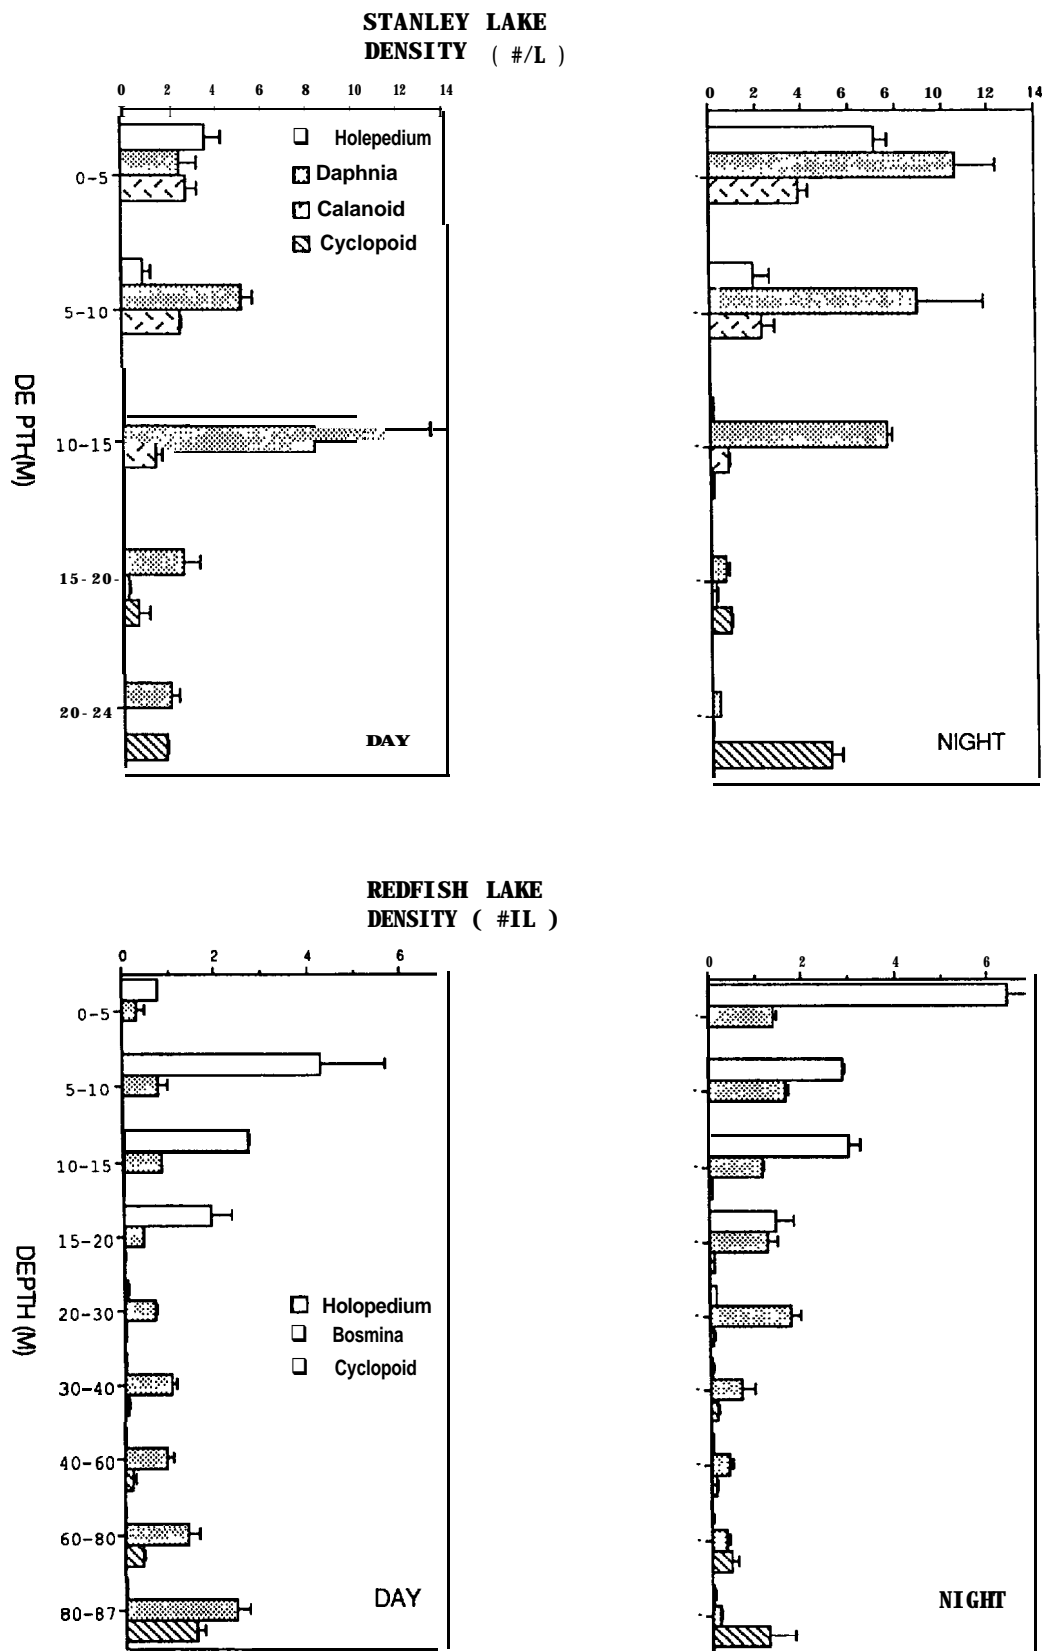 STANLEY LAKE
DENSITY ( #/L )
0 2 4 6 8 10 12 14
0 2 4 6 8 10 12 14
Holepedium
Daphnia
Calanoid
Cyclopoid
0-5
5-10
10-15
15-20
20-24
DE PTH(M)
DAY
NIGHT
REDFISH LAKE
DENSITY ( #IL )
0 2 4 6
0 2 4 6
0-5
5-10
10-15
15-20
20-30
30-40
40-60
60-80
80-87
DEPTH (M)
Holopedium
Bosmina
Cyclopoid
DAY
NIGHT